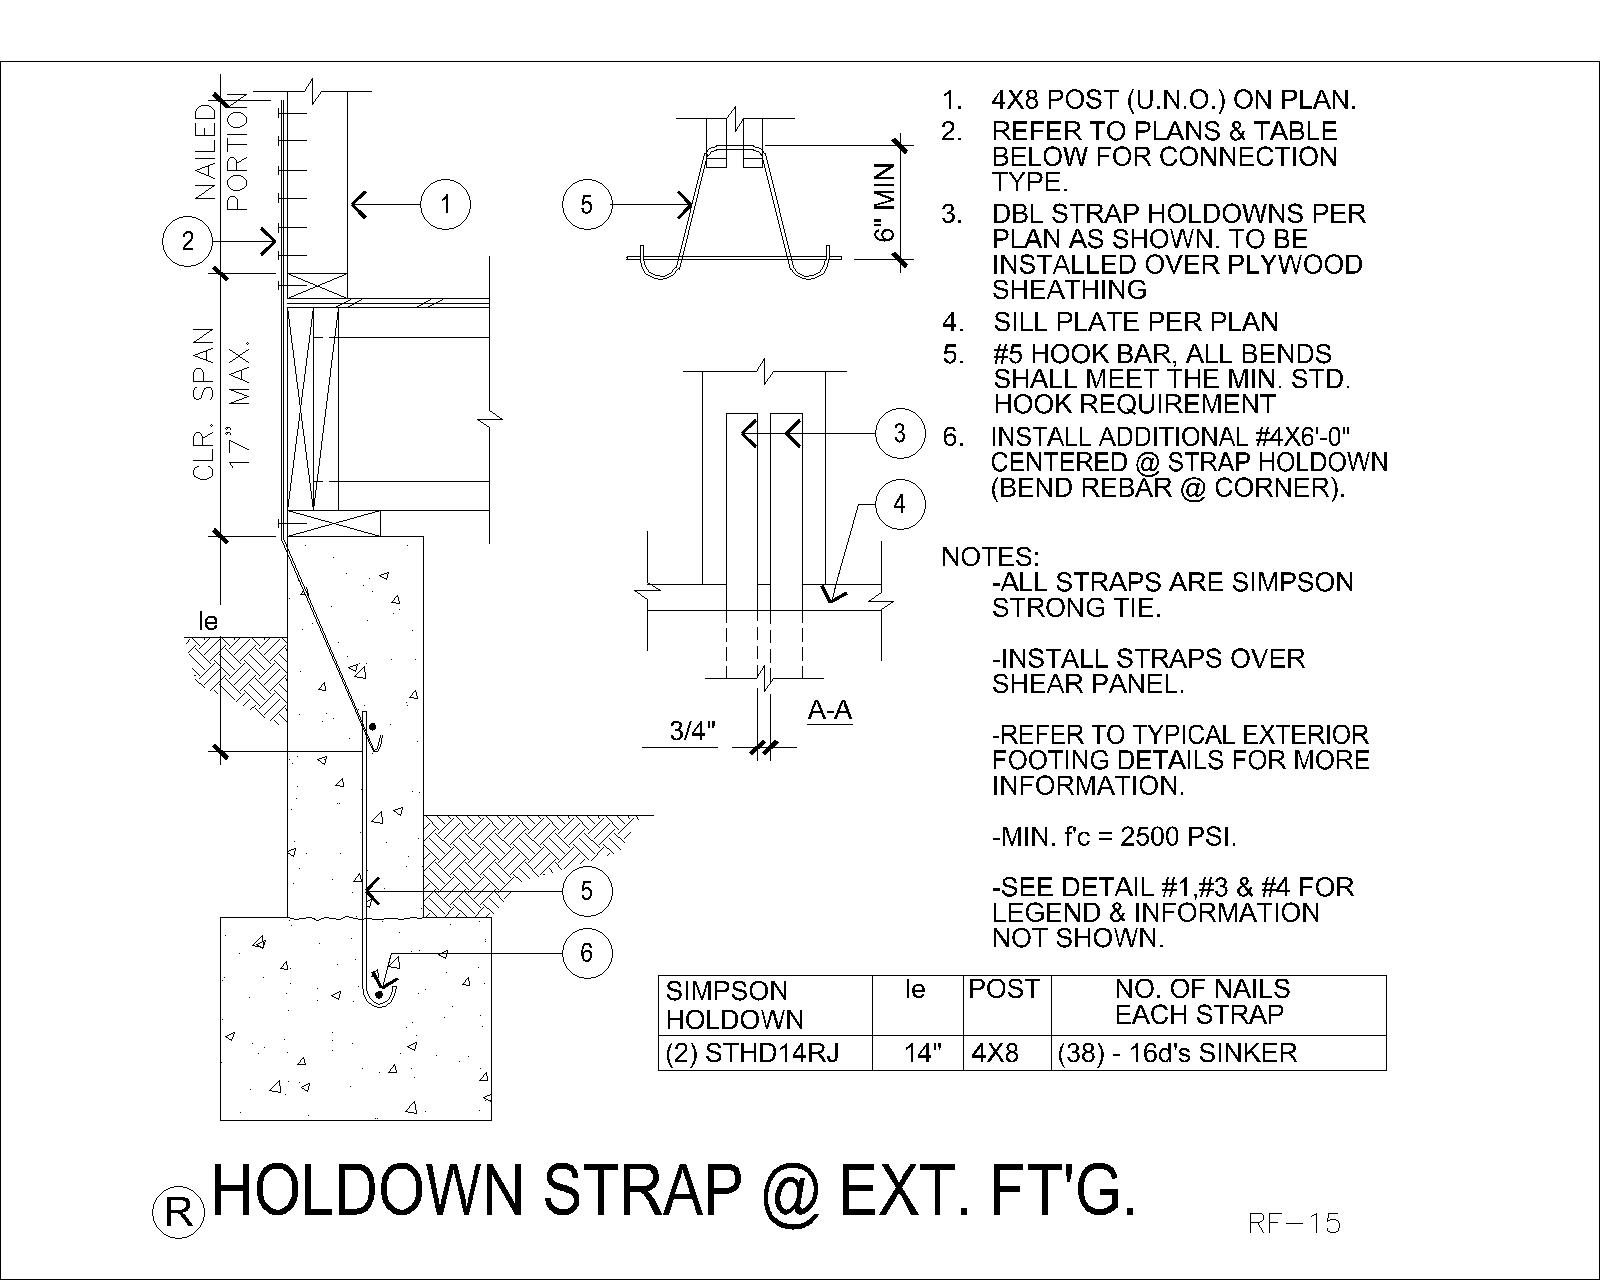 NAILED
PORTION
1
2
CLR. SPAN
17" MAX.
le
5
6
5
6" MIN
3
4
A-A
3/4"
1. 4X8 POST (U.N.O.) ON PLAN.
2. REFER TO PLANS & TABLE
BELOW FOR CONNECTION
TYPE.
3. DBL STRAP HOLDOWNS PER
PLAN AS SHOWN. TO BE
INSTALLED OVER PLYWOOD
SHEATHING
4. SILL PLATE PER PLAN
5. #5 HOOK BAR, ALL BENDS
SHALL MEET THE MIN. STD.
HOOK REQUIREMENT
6. INSTALL ADDITIONAL #4X6'-0"
CENTERED @ STRAP HOLDOWN
(BEND REBAR @ CORNER).
NOTES:
-ALL STRAPS ARE SIMPSON
STRONG TIE.
-INSTALL STRAPS OVER
SHEAR PANEL.
-REFER TO TYPICAL EXTERIOR
FOOTING DETAILS FOR MORE
INFORMATION.
-MIN. f'c = 2500 PSI.
-SEE DETAIL #1,#3 & #4 FOR
LEGEND & INFORMATION
NOT SHOWN.
SIMPSON HOLDOWN le POST NO. OF NAILS EACH STRAP
(2) STHD14RJ 14" 4X8 (38) - 16d's SINKER
R HOLDOWN STRAP @ EXT. FT'G.
RF-15